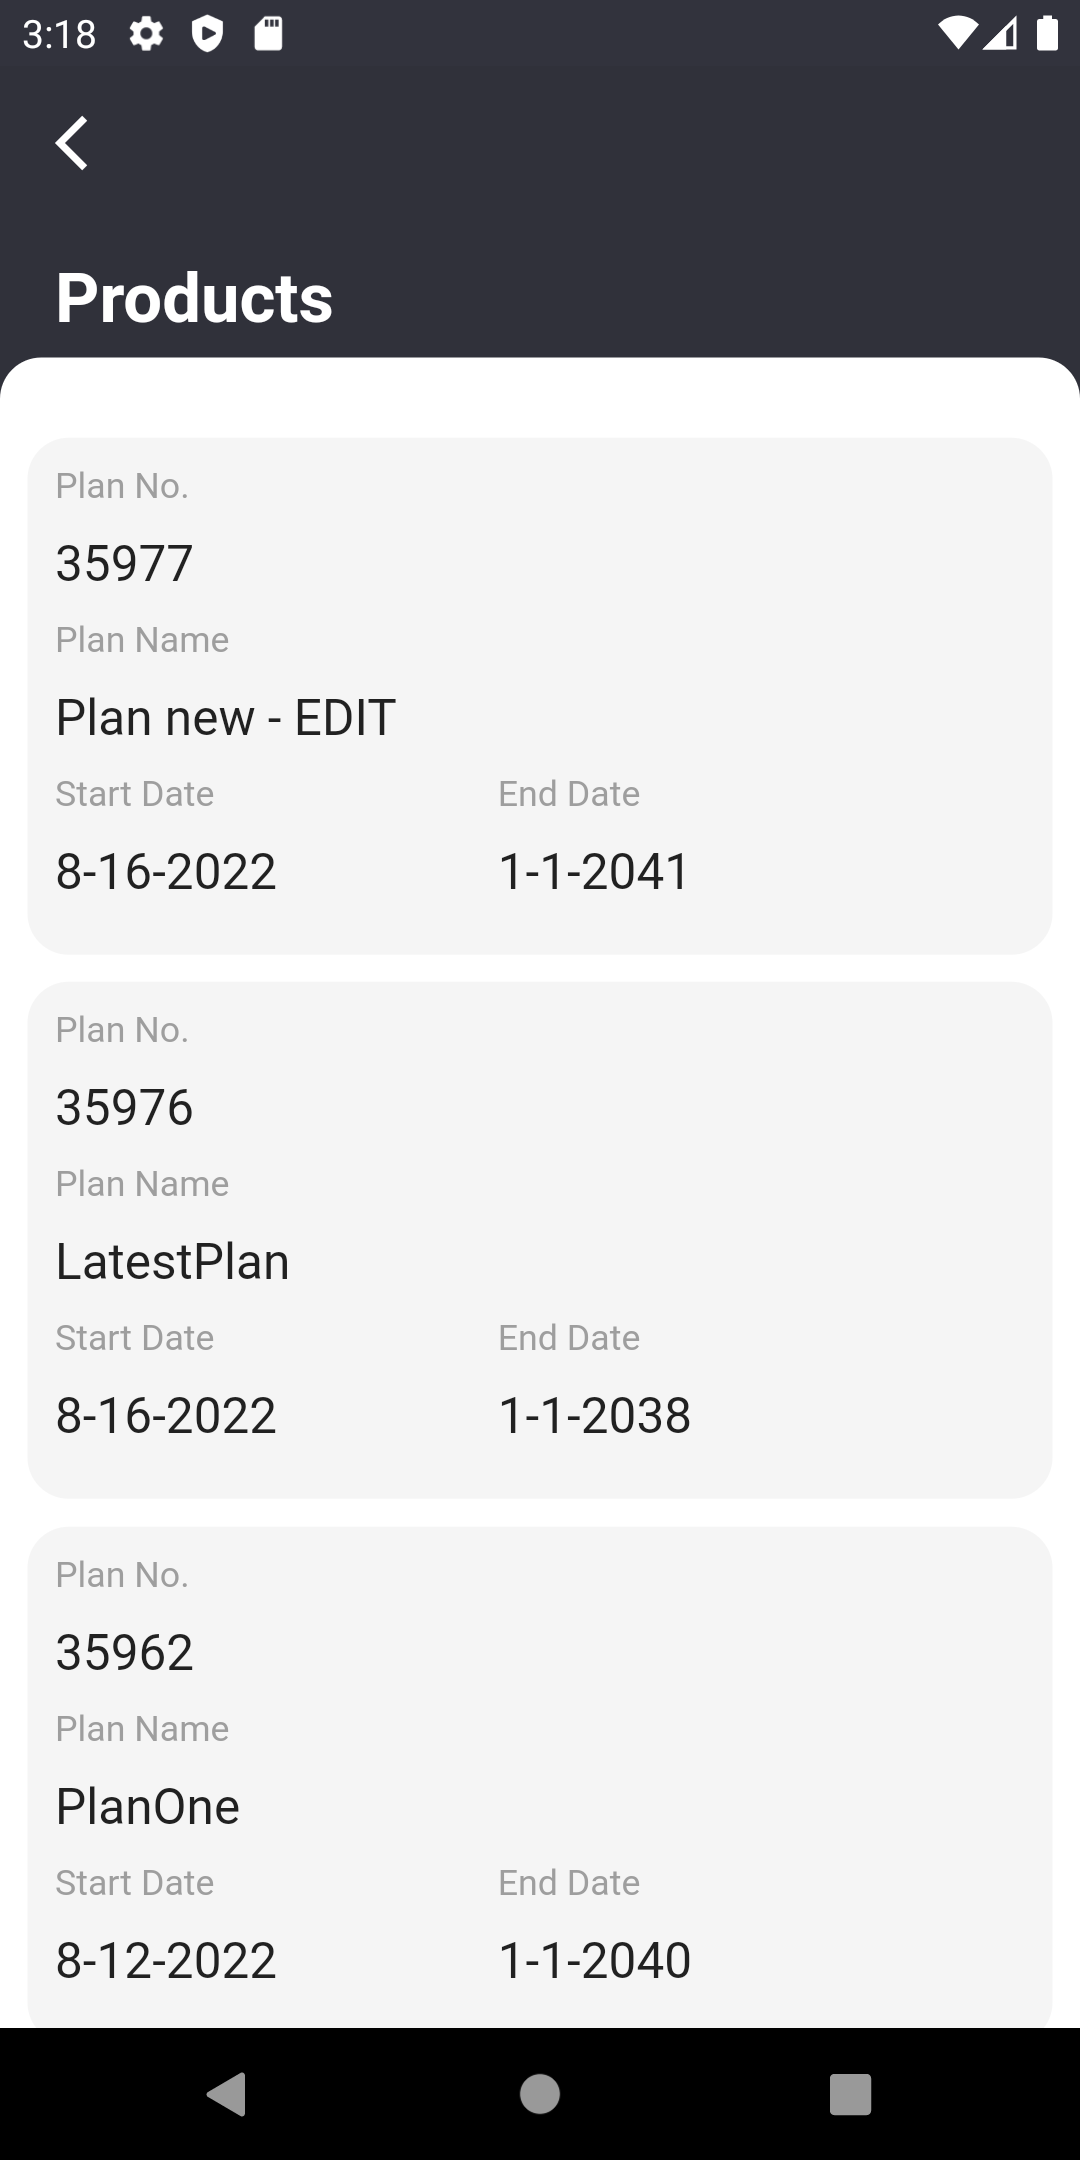 3:18
Products
Plan No.
35977
Plan Name
Plan new - EDIT
Start Date End Date
8-16-2022 1-1-2041
Plan No.
35976
Plan Name
LatestPlan
Start Date End Date
8-16-2022 1-1-2038
Plan No.
35962
Plan Name
PlanOne
Start Date End Date
8-12-2022 1-1-2040